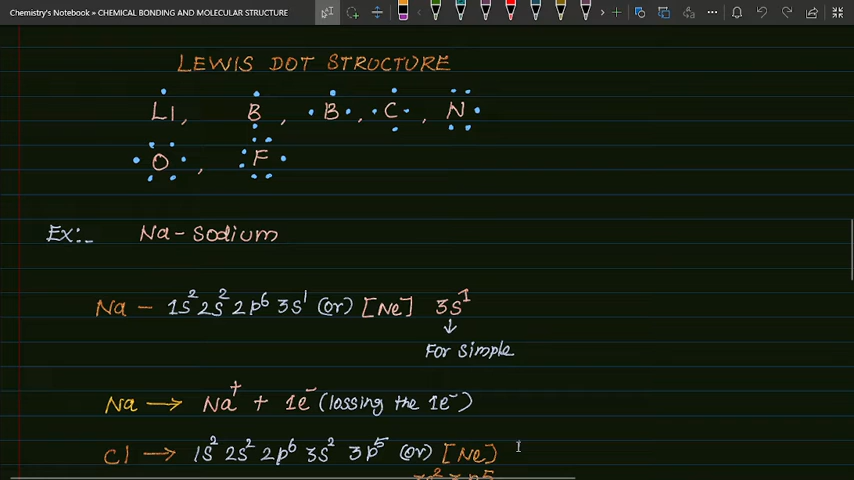 Chemistry's Notebook » CHEMICAL BONDING AND MOLECULAR STRUCTURE
LEWIS DOT STRUCTURE
Li, B, B, C, N
O, F
Ex:- Na - Sodium
Na - 1s² 2s² 2p⁶ 3s¹ (or) [Ne] 3s¹
↓
For Simple
Na → Na⁺ + 1e⁻ (lossing the 1e⁻)
Cl → 1s² 2s² 2p⁶ 3s² 3p⁵ (or) [Ne]
3s² 3p⁵